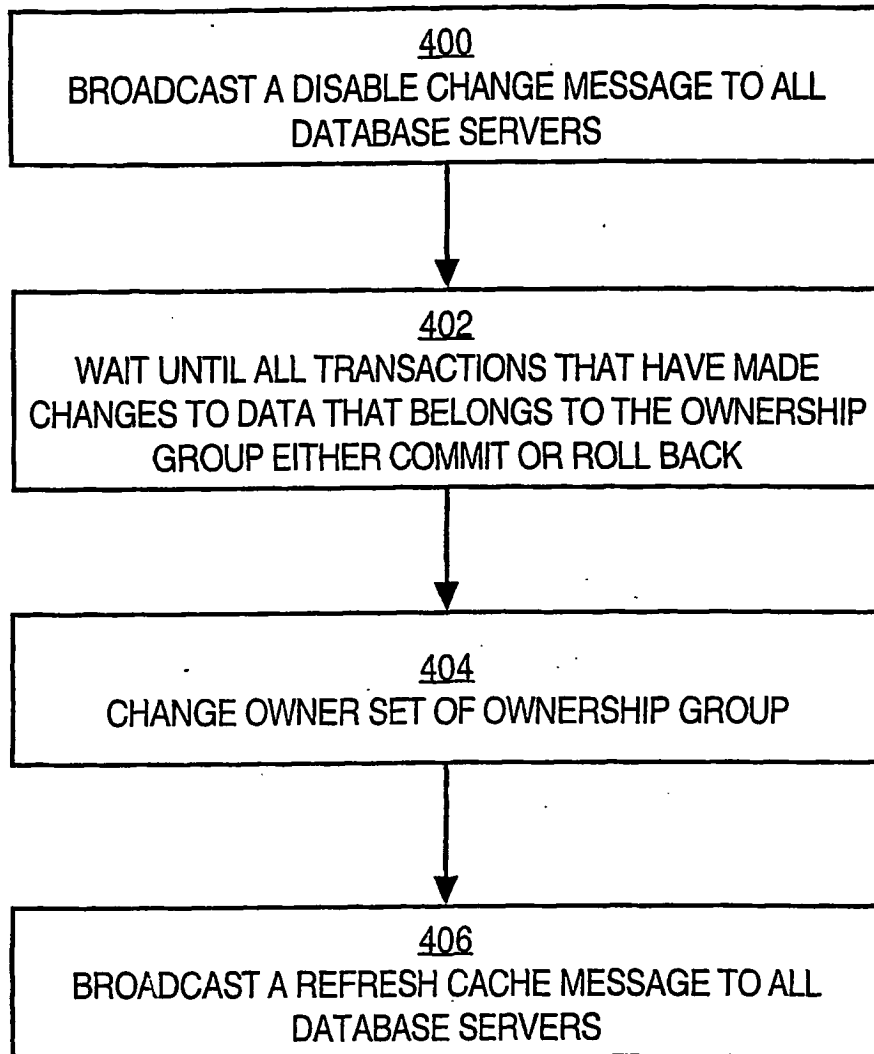 400
BROADCAST A DISABLE CHANGE MESSAGE TO ALL
DATABASE SERVERS
402
WAIT UNTIL ALL TRANSACTIONS THAT HAVE MADE
CHANGES TO DATA THAT BELONGS TO THE OWNERSHIP
GROUP EITHER COMMIT OR ROLL BACK
404
CHANGE OWNER SET OF OWNERSHIP GROUP
406
BROADCAST A REFRESH CACHE MESSAGE TO ALL
DATABASE SERVERS